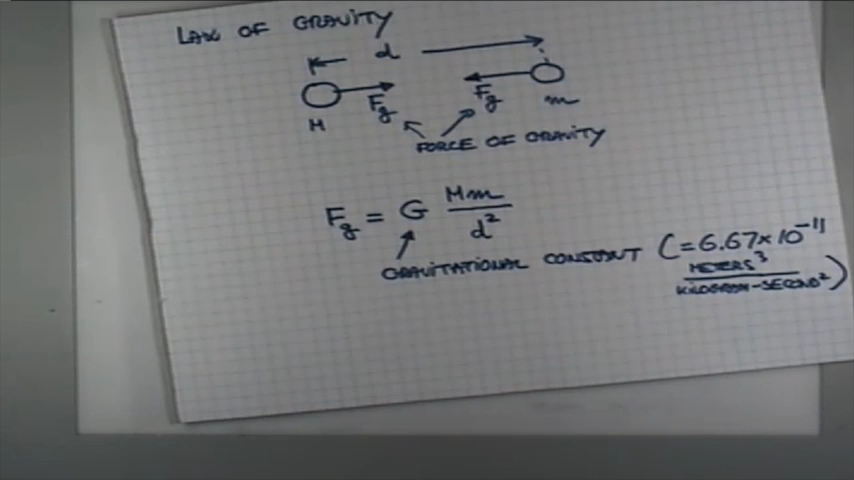 LAW OF GRAVITY
d
Fg Fg
M m
FORCE OF GRAVITY
Fg = G Mm/d²
GRAVITATIONAL CONSTANT (=6.67×10⁻¹¹
METERS³/KILOGRAM-SECOND²)